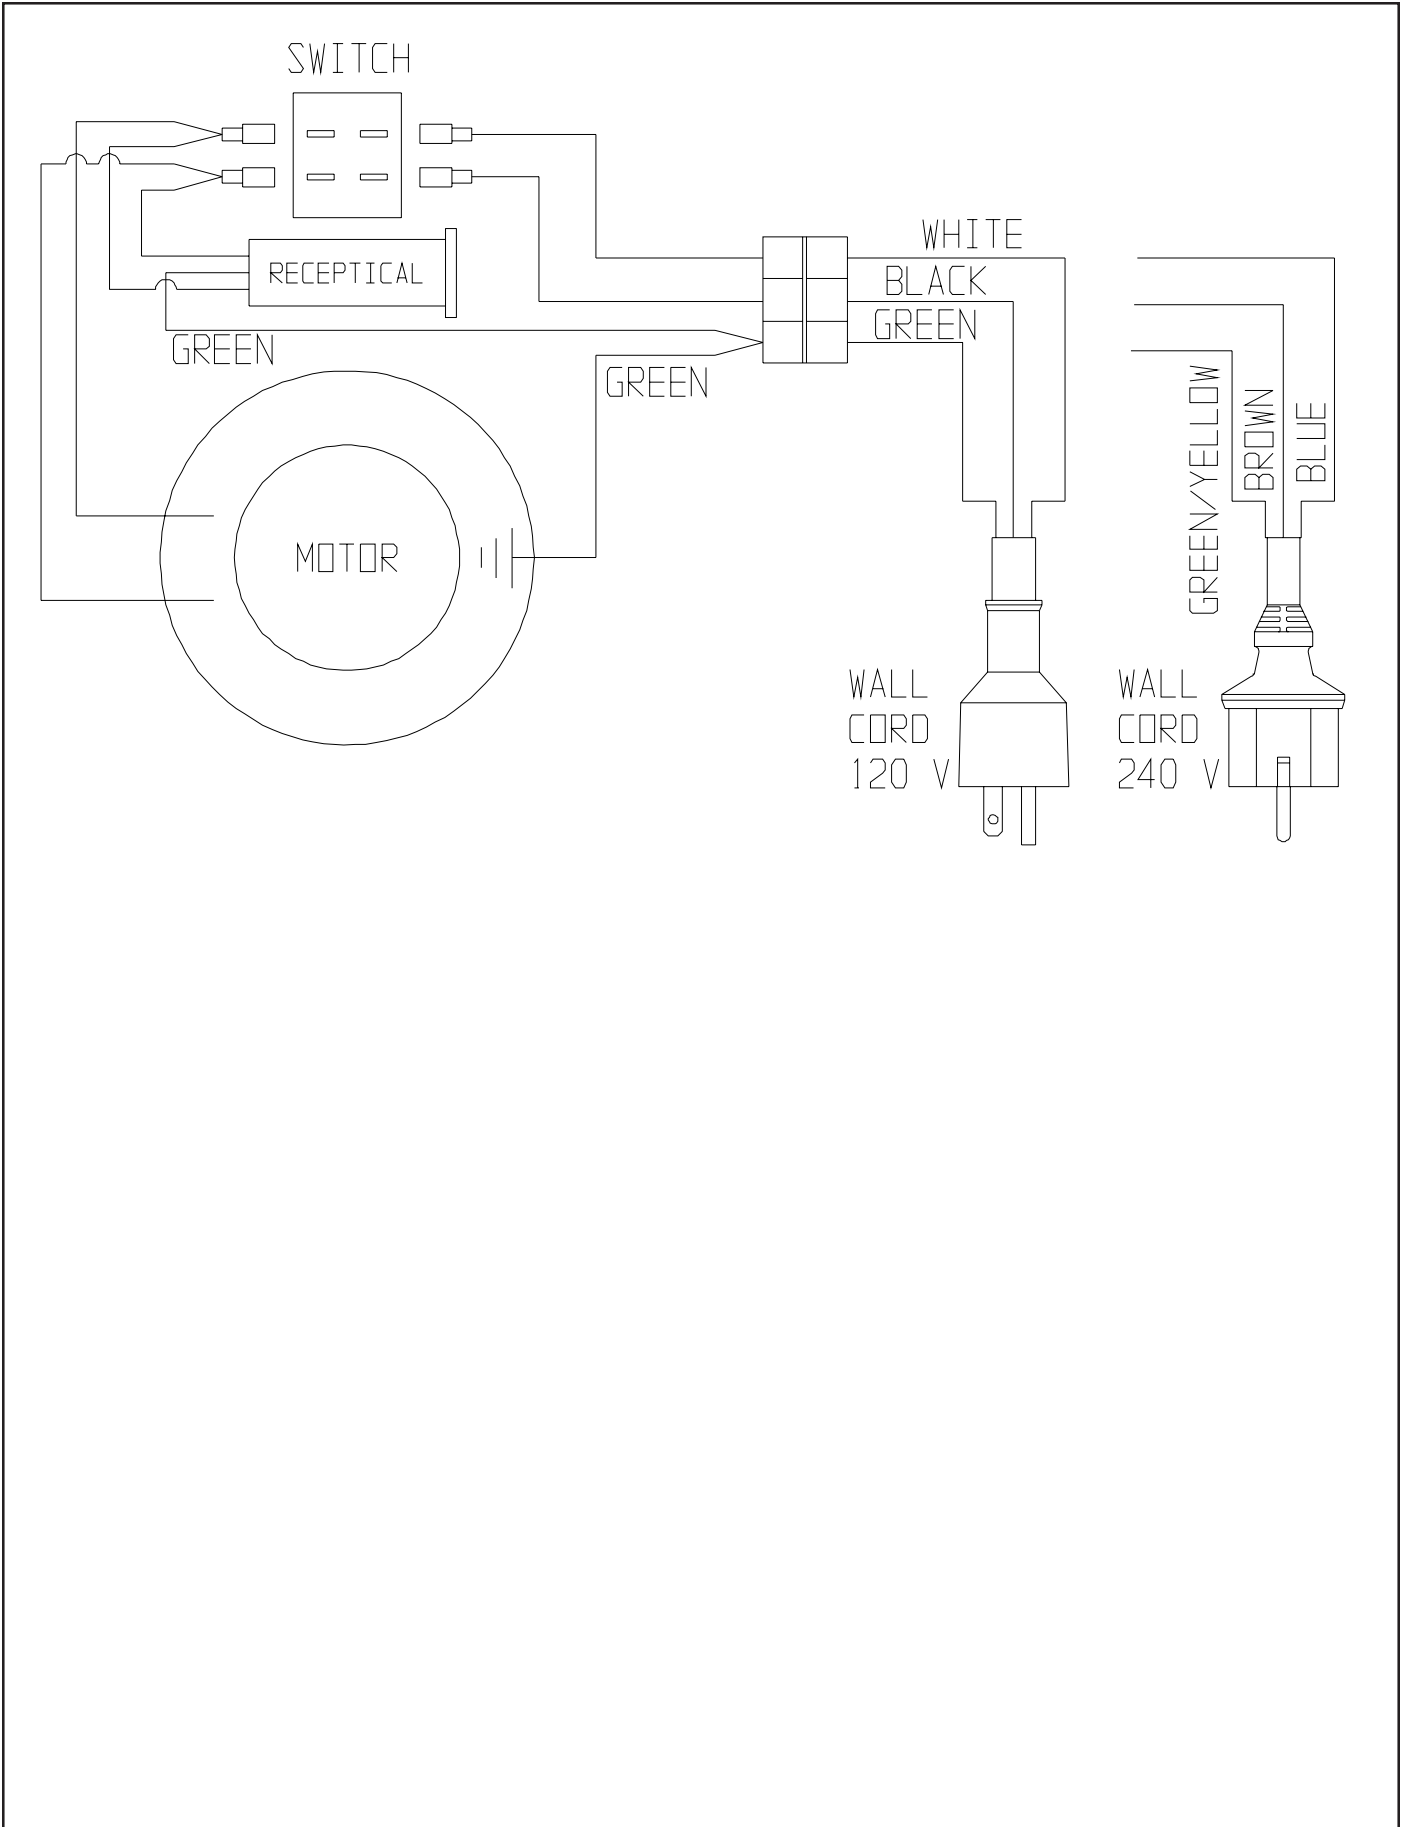 SWITCH
WHITE
BLACK
RECEPTICAL
GREEN
GREEN
GREEN
GREEN/YELLOW
BROWN
BLUE
MOTOR
WALL
CORD
120 V
WALL
CORD
240 V